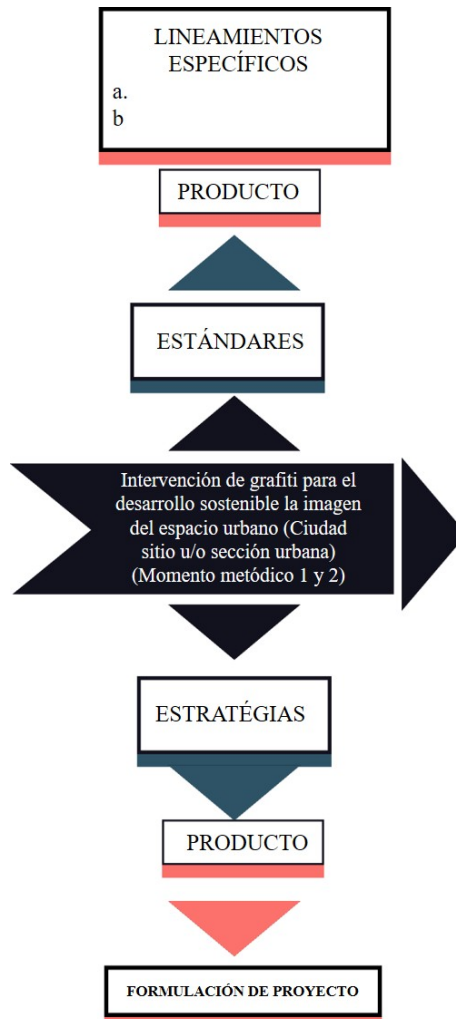 LINEAMIENTOS
ESPECÍFICOS
a.
b
PRODUCTO
ESTÁNDARES
Intervención de grafiti para el
desarrollo sostenible la imagen
del espacio urbano (Ciudad
sitio u/o sección urbana)
(Momento metódico 1 y 2)
ESTRATÉGIAS
PRODUCTO
FORMULACIÓN DE PROYECTO